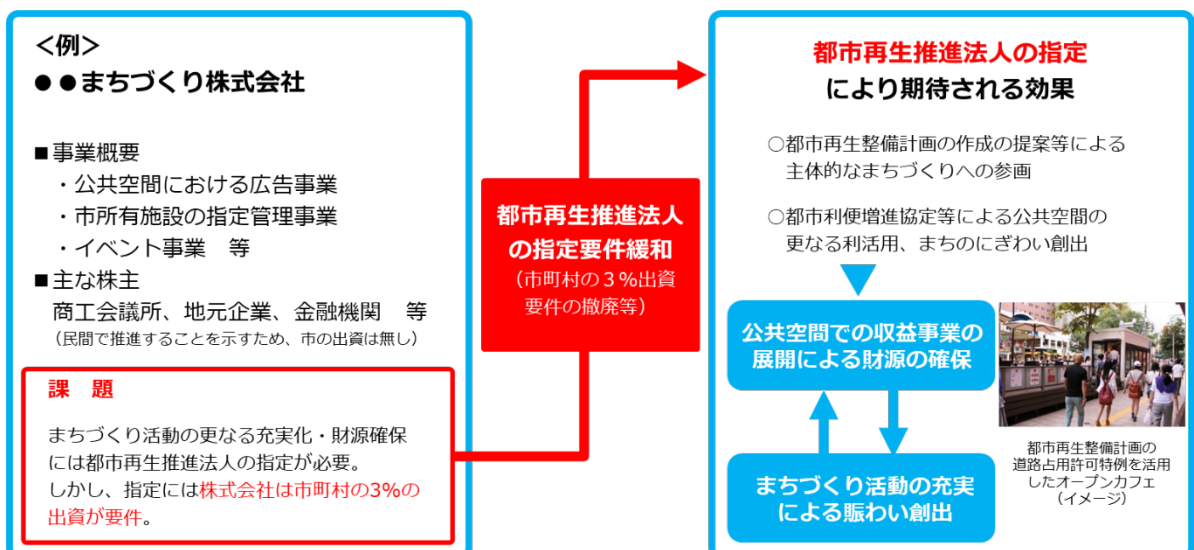 ＜例＞
●●まちづくり株式会社
■事業概要
・公共空間における広告事業
・市所有施設の指定管理事業
・イベント事業　等
■主な株主
商工会議所、地元企業、金融機関　等
（民間で推進することを示すため、市の出資は無し）
課　題
まちづくり活動の更なる充実化・財源確保
には都市再生推進法人の指定が必要。
しかし、指定には株式会社は市町村の3%の
出資が要件。
都市再生推進法人
の指定要件緩和
（市町村の３%出資
要件の撤廃等）
都市再生推進法人の指定
により期待される効果
○都市再生整備計画の作成の提案等による
主体的なまちづくりへの参画
○都市利便増進協定等による公共空間の
更なる利活用、まちのにぎわい創出
公共空間での収益事業の
展開による財源の確保
まちづくり活動の充実
による賑わい創出
都市再生整備計画の
道路占用許可特例を活用
したオープンカフェ
（イメージ）